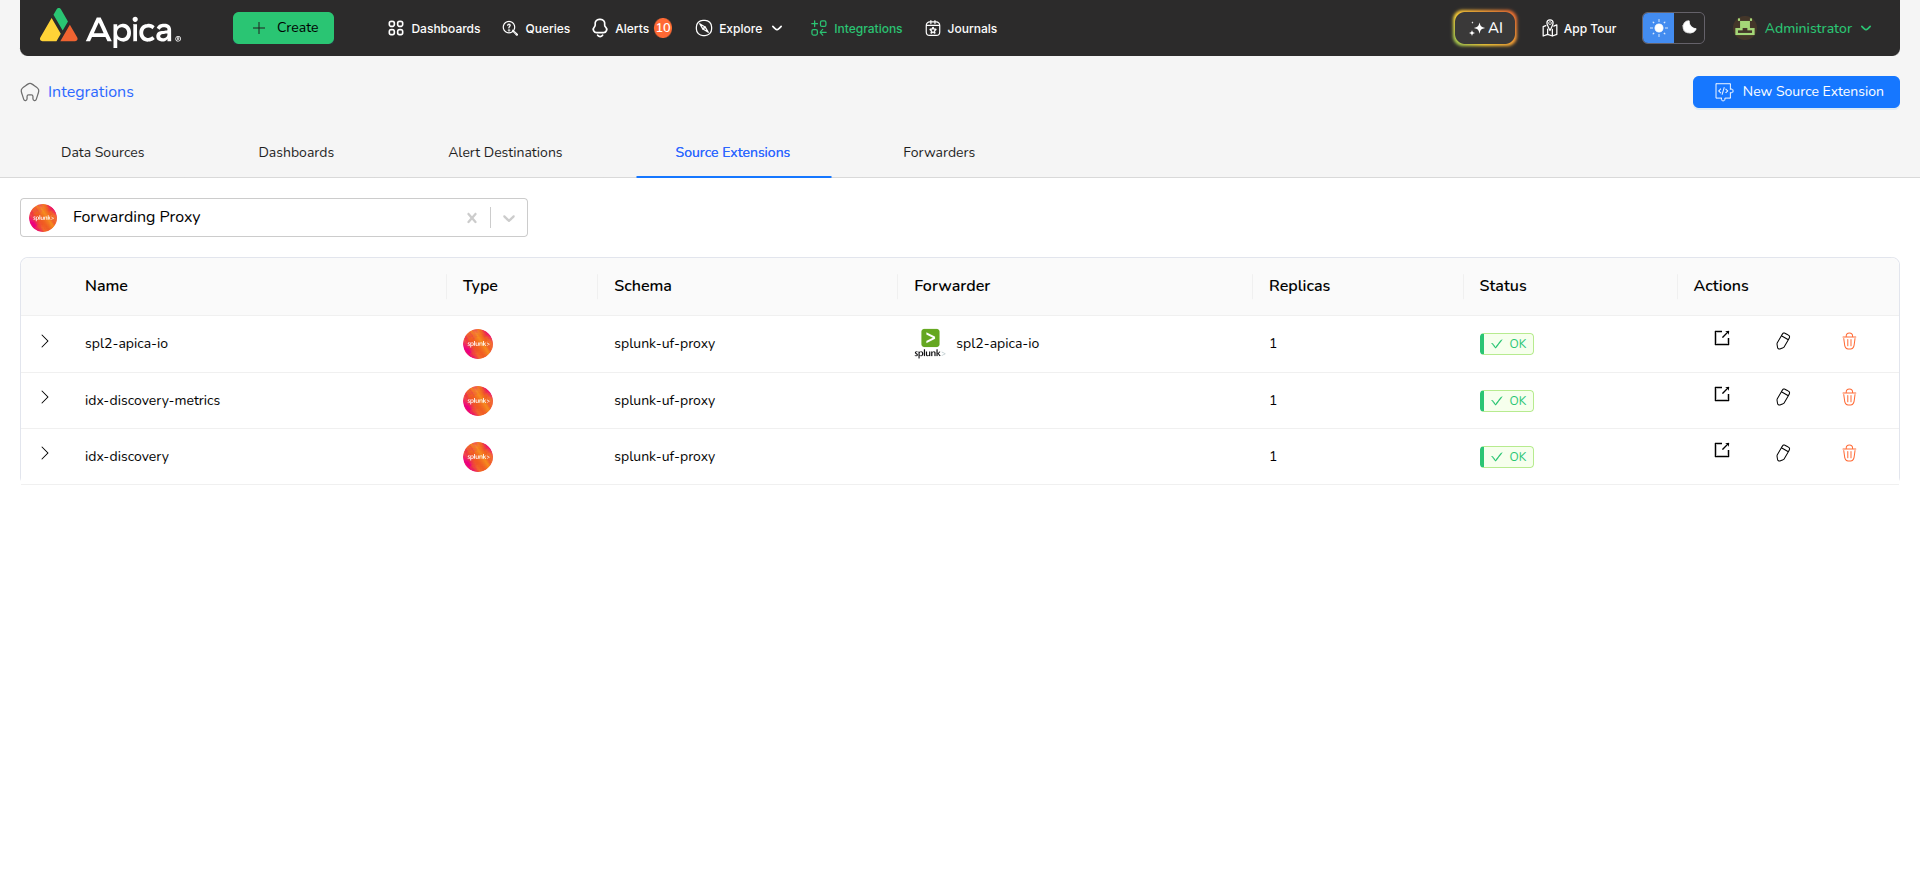 Apica®
+ Create
Dashboards
Queries
Alerts 10
Explore
Integrations
Journals
AI
App Tour
Administrator
Integrations
New Source Extension
Data Sources
Dashboards
Alert Destinations
Source Extensions
Forwarders
splunk> Forwarding Proxy
Name Type Schema Forwarder Replicas Status Actions
spl2-apica-io splunk> splunk-uf-proxy splunk> spl2-apica-io 1 OK
idx-discovery-metrics splunk> splunk-uf-proxy 1 OK
idx-discovery splunk> splunk-uf-proxy 1 OK